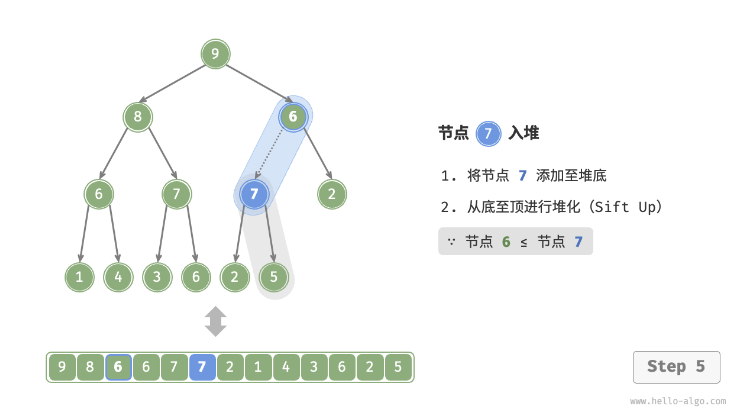 9
8 6
节点 7 入堆
1. 将节点 7 添加至堆底
6 7 7 2
2. 从底至顶进行堆化（Sift Up）
∵ 节点 6 ≤ 节点 7
1 4 3 6 2 5
9 8 6 6 7 7 2 1 4 3 6 2 5
Step 5
www.hello-algo.com